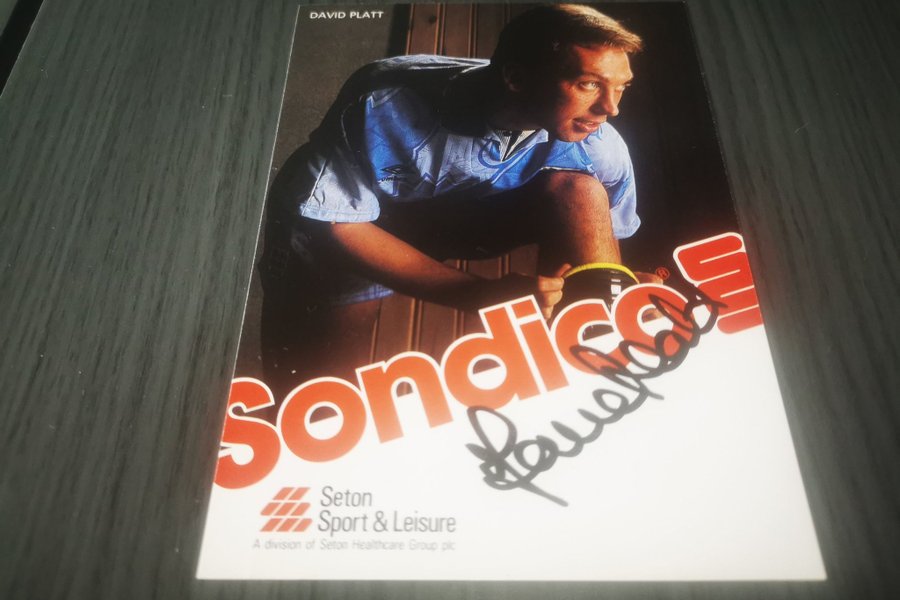 DAVID PLATT
Sondico®
Seton
Sport & Leisure
A division of Seton Healthcare Group plc